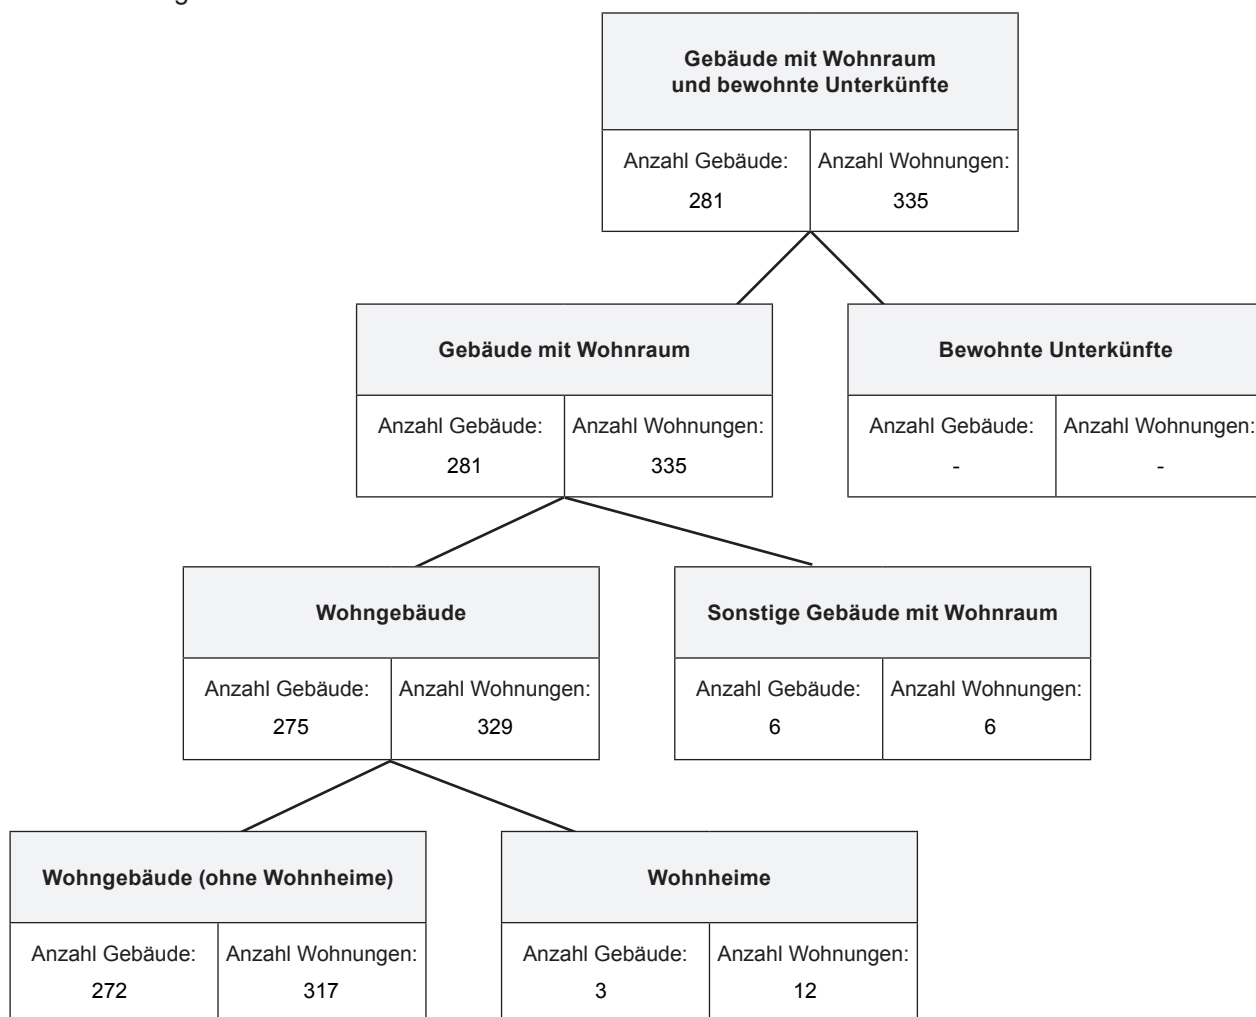 Gebäude mit Wohnraum
und bewohnte Unterkünfte
Anzahl Gebäude: Anzahl Wohnungen:
281 335
Gebäude mit Wohnraum Bewohnte Unterkünfte
Anzahl Gebäude: Anzahl Wohnungen: Anzahl Gebäude: Anzahl Wohnungen:
281 335 - -
Wohngebäude Sonstige Gebäude mit Wohnraum
Anzahl Gebäude: Anzahl Wohnungen: Anzahl Gebäude: Anzahl Wohnungen:
275 329 6 6
Wohngebäude (ohne Wohnheime) Wohnheime
Anzahl Gebäude: Anzahl Wohnungen: Anzahl Gebäude: Anzahl Wohnungen:
272 317 3 12